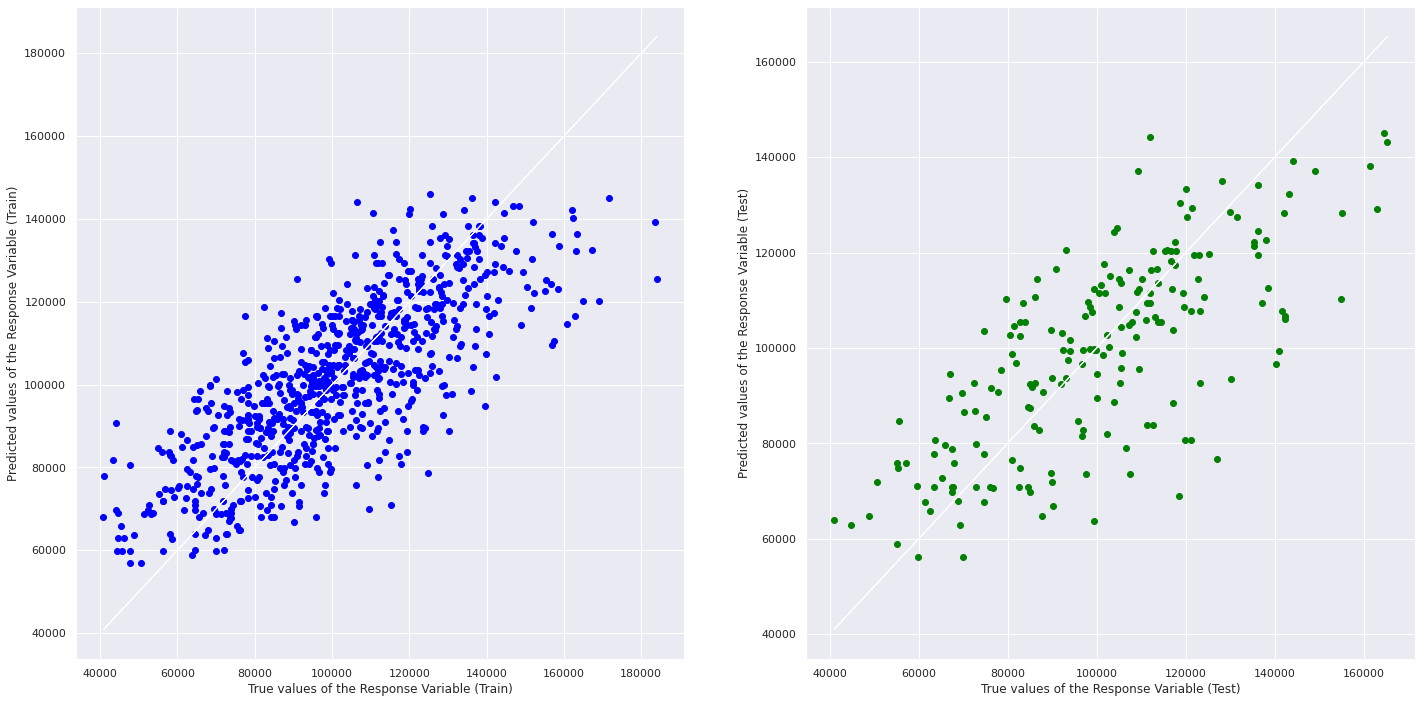 Predicted values of the Response Variable (Train)
180000
160000
140000
120000
100000
80000
60000
40000
40000 60000 80000 100000 120000 140000 160000 180000
True values of the Response Variable (Train)
Predicted values of the Response Variable (Test)
160000
140000
120000
100000
80000
60000
40000
40000 60000 80000 100000 120000 140000 160000
True values of the Response Variable (Test)